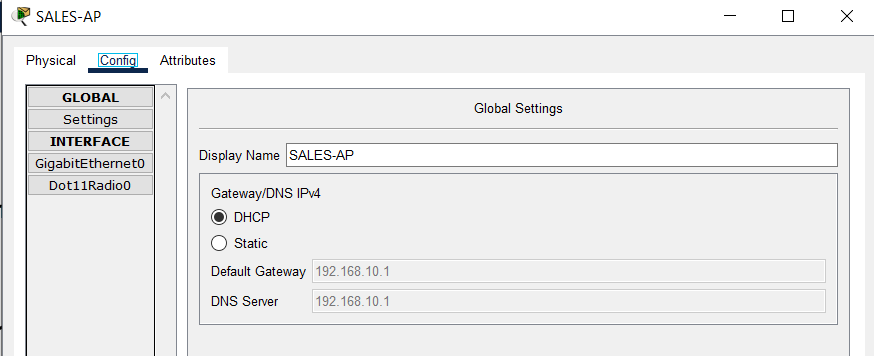 SALES-AP
Physical Config Attributes
GLOBAL
Settings
INTERFACE
GigabitEthernet0
Dot11Radio0
Global Settings
Display Name SALES-AP
Gateway/DNS IPv4
DHCP
Static
Default Gateway 192.168.10.1
DNS Server 192.168.10.1